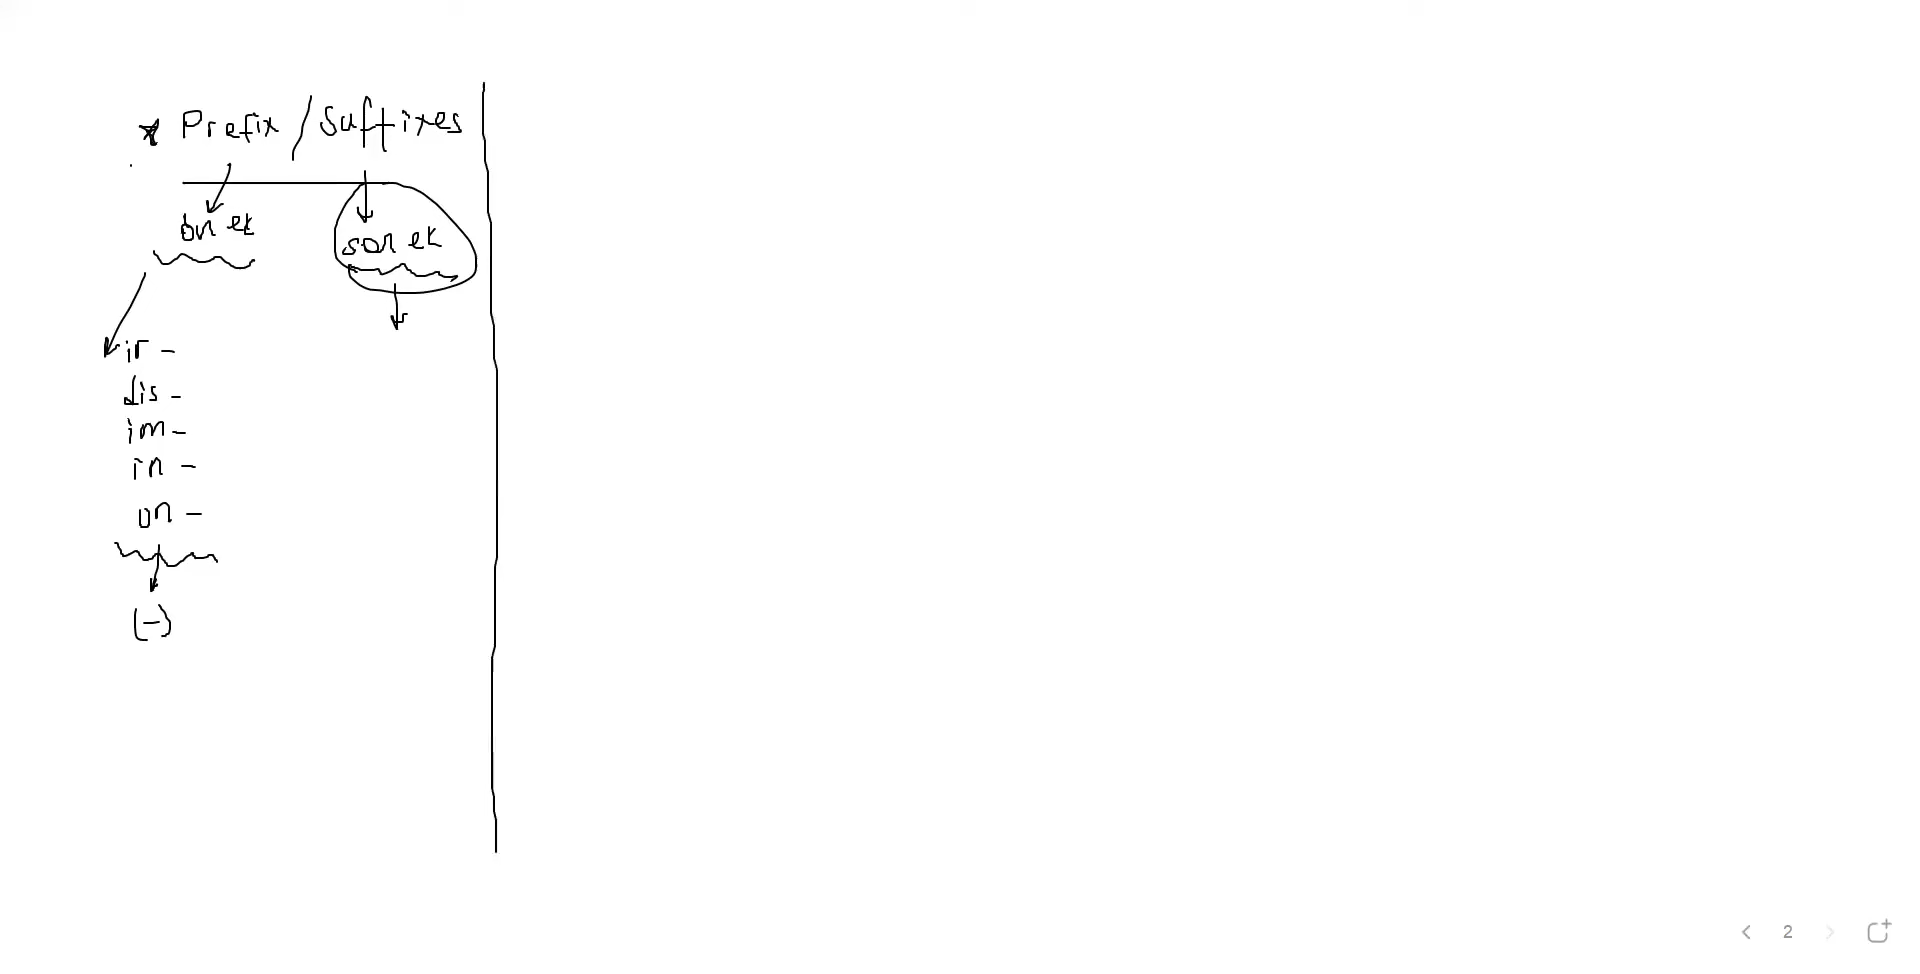 * Prefix / Suffixes
ön ek
son ek
ir -
dis -
im -
in -
un -
(-)
2